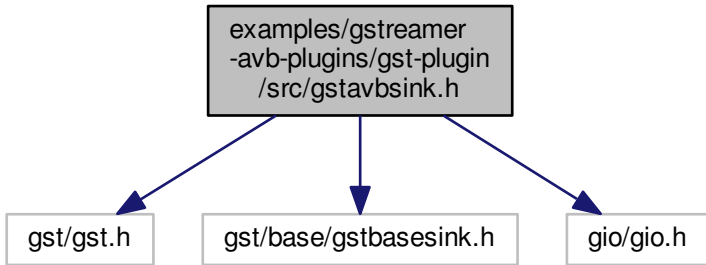 examples/gstreamer
-avb-plugins/gst-plugin
/src/gstavbsink.h
gst/gst.h
gst/base/gstbasesink.h
gio/gio.h